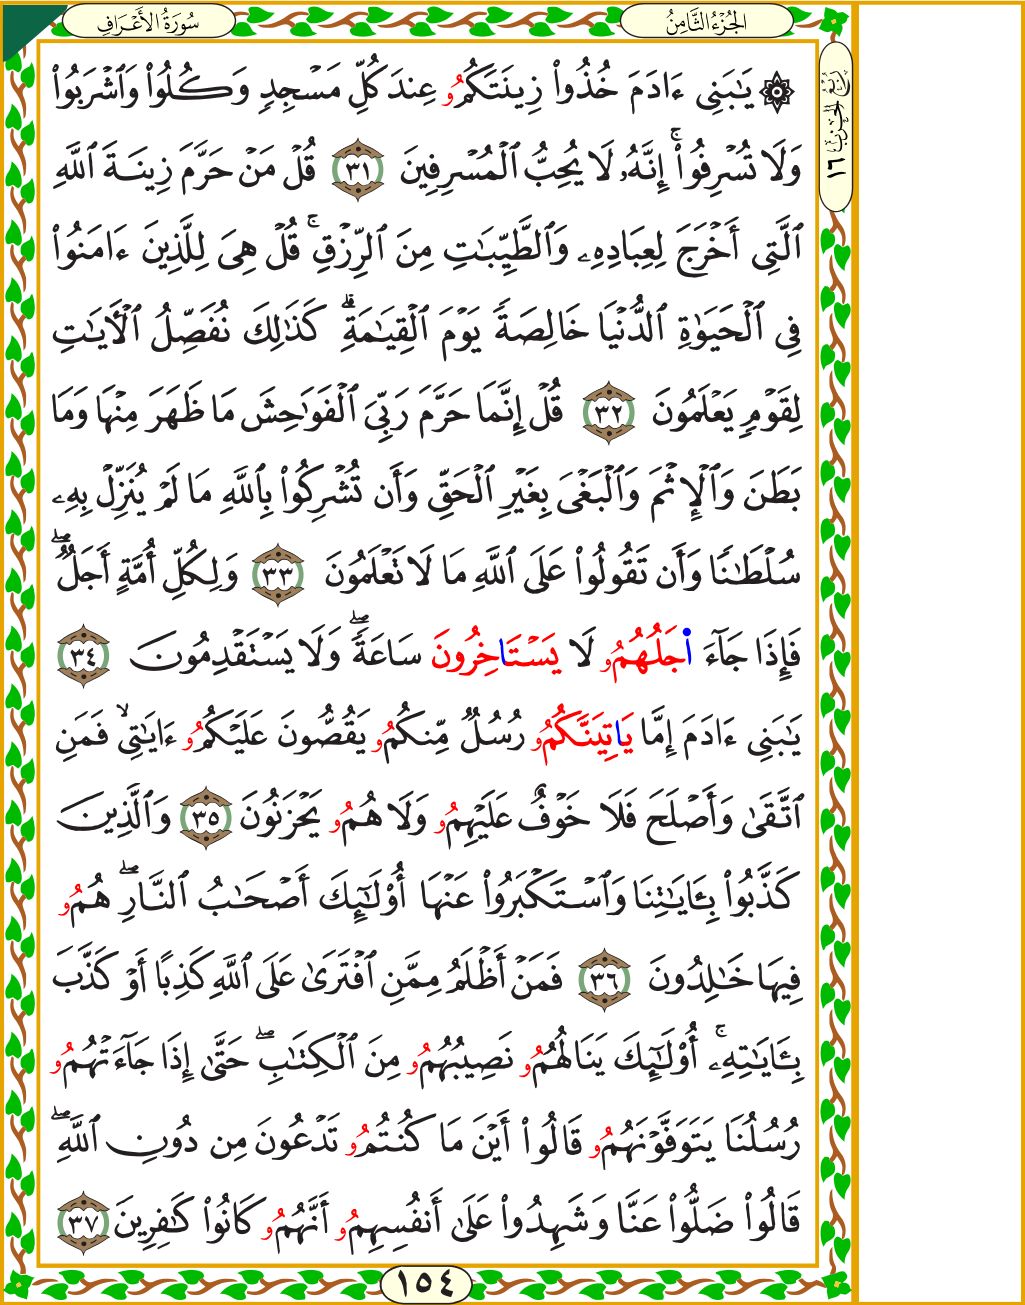 سُورَةُ الأَعْرَافِ
الجُزْءُ الثَّامِنُ
رُبْعُ الْحِزْبِ ١٦
۞ يَٰبَنِىٓ ءَادَمَ خُذُوا۟ زِينَتَكُمُۥ عِندَ كُلِّ مَسْجِدٍ وَكُلُوا۟ وَٱشْرَبُوا۟
وَلَا تُسْرِفُوٓا۟ ۚ إِنَّهُۥ لَا يُحِبُّ ٱلْمُسْرِفِينَ ٣١ قُلْ مَنْ حَرَّمَ زِينَةَ ٱللَّهِ
ٱلَّتِىٓ أَخْرَجَ لِعِبَادِهِۦ وَٱلطَّيِّبَٰتِ مِنَ ٱلرِّزْقِ ۚ قُلْ هِىَ لِلَّذِينَ ءَامَنُوا۟
فِى ٱلْحَيَوٰةِ ٱلدُّنْيَا خَالِصَةً يَوْمَ ٱلْقِيَٰمَةِ ۗ كَذَٰلِكَ نُفَصِّلُ ٱلْءَايَٰتِ
لِقَوْمٍ يَعْلَمُونَ ٣٢ قُلْ إِنَّمَا حَرَّمَ رَبِّىَ ٱلْفَوَٰحِشَ مَا ظَهَرَ مِنْهَا وَمَا
بَطَنَ وَٱلْإِثْمَ وَٱلْبَغْىَ بِغَيْرِ ٱلْحَقِّ وَأَن تُشْرِكُوا۟ بِٱللَّهِ مَا لَمْ يُنَزِّلْ بِهِۦ
سُلْطَٰنًا وَأَن تَقُولُوا۟ عَلَى ٱللَّهِ مَا لَا تَعْلَمُونَ ٣٣ وَلِكُلِّ أُمَّةٍ أَجَلٌ ۖ
فَإِذَا جَآءَ ا۬جَلُهُمُۥ لَا يَسْتَاخِرُونَ سَاعَةً ۖ وَلَا يَسْتَقْدِمُونَ ٣٤
يَٰبَنِىٓ ءَادَمَ إِمَّا يَاتِيَنَّكُمُۥ رُسُلٌ مِّنكُمُۥ يَقُصُّونَ عَلَيْكُمُۥ ءَايَٰتِى ۙ فَمَنِ
ٱتَّقَىٰ وَأَصْلَحَ فَلَا خَوْفٌ عَلَيْهِمُۥ وَلَا هُمُۥ يَحْزَنُونَ ٣٥ وَٱلَّذِينَ
كَذَّبُوا۟ بِـَٔايَٰتِنَا وَٱسْتَكْبَرُوا۟ عَنْهَآ أُو۟لَٰٓئِكَ أَصْحَٰبُ ٱلنَّارِ ۖ هُمُۥ
فِيهَا خَٰلِدُونَ ٣٦ فَمَنْ أَظْلَمُ مِمَّنِ ٱفْتَرَىٰ عَلَى ٱللَّهِ كَذِبًا أَوْ كَذَّبَ
بِـَٔايَٰتِهِۦٓ ۚ أُو۟لَٰٓئِكَ يَنَالُهُمُۥ نَصِيبُهُمُۥ مِنَ ٱلْكِتَٰبِ ۖ حَتَّىٰٓ إِذَا جَآءَتْهُمُۥ
رُسُلُنَا يَتَوَفَّوْنَهُمُۥ قَالُوٓا۟ أَيْنَ مَا كُنتُمُۥ تَدْعُونَ مِن دُونِ ٱللَّهِ ۖ
قَالُوا۟ ضَلُّوا۟ عَنَّا وَشَهِدُوا۟ عَلَىٰٓ أَنفُسِهِمُۥ أَنَّهُمُۥ كَانُوا۟ كَٰفِرِينَ ٣٧
١٥٤